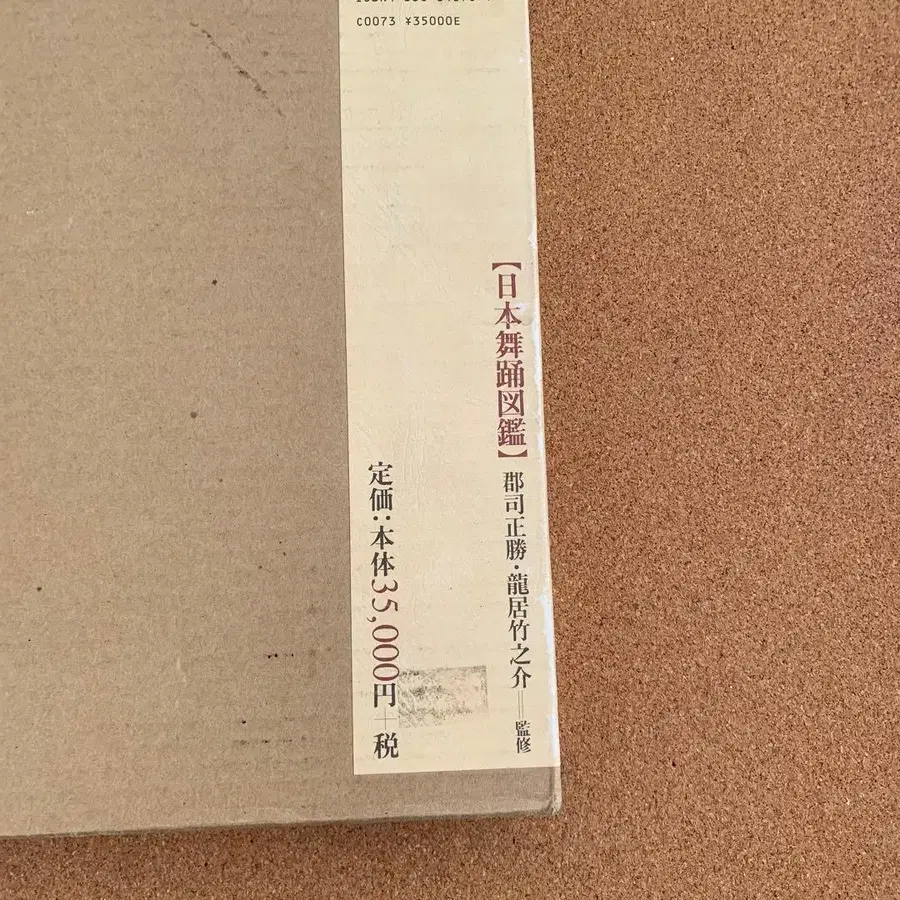 C0073 ¥35000E
【日本舞踊図鑑】
郡司正勝・龍居竹之介──監修
定価:本体35,000円+税